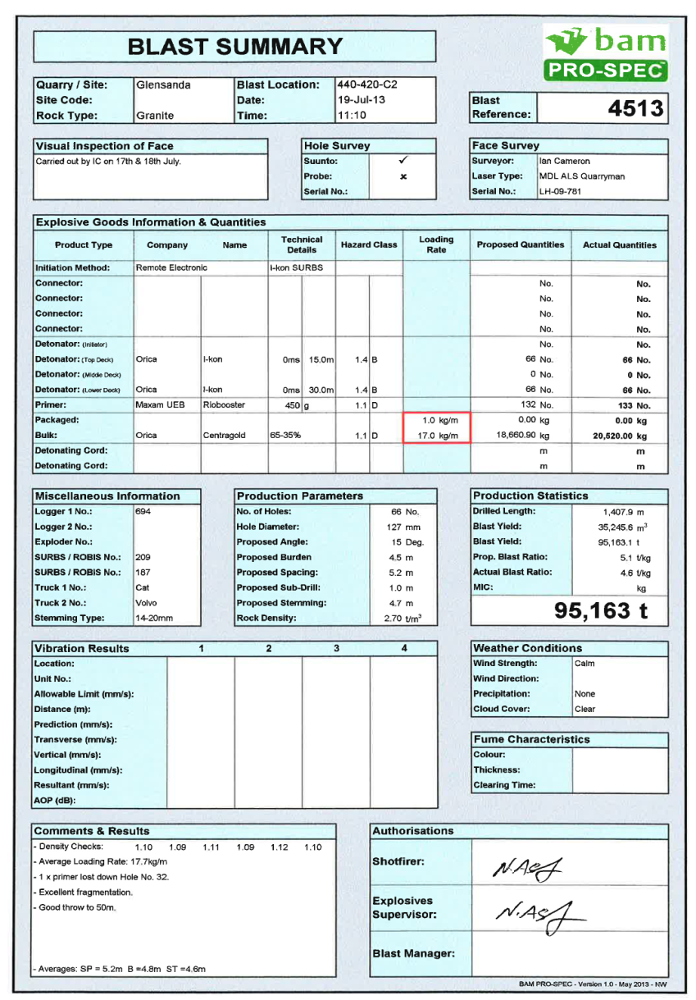 BLAST SUMMARY
bam
PRO-SPEC
Quarry / Site: Glensanda Blast Location: 440-420-C2
Site Code: Date: 19-Jul-13
Rock Type: Granite Time: 11:10
Blast Reference: 4513
Visual Inspection of Face
Carried out by IC on 17th & 18th July.
Hole Survey
Suunto: ✓
Probe: ×
Serial No.:
Face Survey
Surveyor: Ian Cameron
Laser Type: MDL ALS Quarryman
Serial No.: LH-09-781
Explosive Goods Information & Quantities
Product Type Company Name Technical Details Hazard Class Loading Rate Proposed Quantities Actual Quantities
Initiation Method: Remote Electronic I-kon SURBS
Connector: No. No.
Connector: No. No.
Connector: No. No.
Connector: No. No.
Detonator: (Initiator) No. No.
Detonator: (Top Deck) Orica I-kon 0ms 15.0m 1.4 B 66 No. 66 No.
Detonator: (Middle Deck) 0 No. 0 No.
Detonator: (Lower Deck) Orica I-kon 0ms 30.0m 1.4 B 66 No. 66 No.
Primer: Maxam UEB Riobooster 450 g 1.1 D 132 No. 133 No.
Packaged: 1.0 kg/m 0.00 kg 0.00 kg
Bulk: Orica Centragold 65-35% 1.1 D 17.0 kg/m 18,660.90 kg 20,520.00 kg
Detonating Cord: m m
Detonating Cord: m m
Miscellaneous Information
Logger 1 No.: 694
Logger 2 No.:
Exploder No.:
SURBS / ROBIS No.: 209
SURBS / ROBIS No.: 187
Truck 1 No.: Cat
Truck 2 No.: Volvo
Stemming Type: 14-20mm
Production Parameters
No. of Holes: 66 No.
Hole Diameter: 127 mm
Proposed Angle: 15 Deg.
Proposed Burden 4.5 m
Proposed Spacing: 5.2 m
Proposed Sub-Drill: 1.0 m
Proposed Stemming: 4.7 m
Rock Density: 2.70 t/m³
Production Statistics
Drilled Length: 1,407.9 m
Blast Yield: 35,245.6 m³
Blast Yield: 95,163.1 t
Prop. Blast Ratio: 5.1 t/kg
Actual Blast Ratio: 4.6 t/kg
MIC: kg
95,163 t
Vibration Results 1 2 3 4
Location:
Unit No.:
Allowable Limit (mm/s):
Distance (m):
Prediction (mm/s):
Transverse (mm/s):
Vertical (mm/s):
Longitudinal (mm/s):
Resultant (mm/s):
AOP (dB):
Weather Conditions
Wind Strength: Calm
Wind Direction:
Precipitation: None
Cloud Cover: Clear
Fume Characteristics
Colour:
Thickness:
Clearing Time:
Comments & Results
- Density Checks: 1.10 1.09 1.11 1.09 1.12 1.10
- Average Loading Rate: 17.7kg/m
- 1 x primer lost down Hole No. 32.
- Excellent fragmentation.
- Good throw to 50m.
- Averages: SP = 5.2m B =4.8m ST =4.6m
Authorisations
Shotfirer:
Explosives Supervisor:
Blast Manager:
BAM PRO-SPEC - Version 1.0 - May 2013 - NW